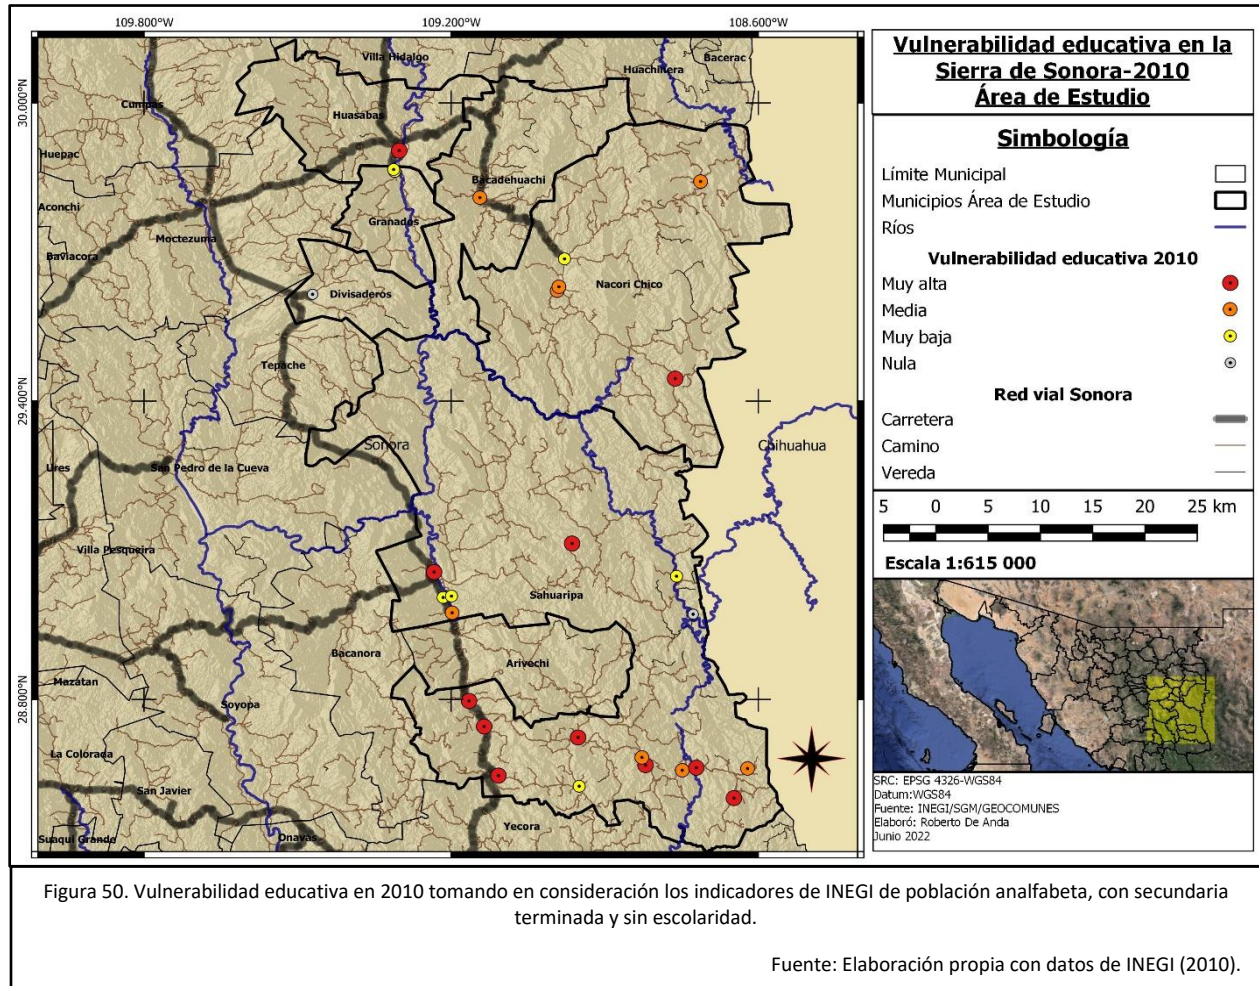 109.800°W
109.200°W
108.600°W
30.000°N
29.400°N
28.800°N
Villa Hidalgo
Bacerac
Huachinera
Cumpas
Huasabas
Huepac
Bacadehuachi
Aconchi
Granados
Moctezuma
Baviacora
Nacori Chico
Divisaderos
Tepache
Sonora
Chihuahua
Ures
San Pedro de la Cueva
Villa Pesqueira
Sahuaripa
Bacanora
Arivechi
Mazatan
Soyopa
La Colorada
San Javier
Yecora
Suaqui Grande
Onavas
Vulnerabilidad educativa en la
Sierra de Sonora-2010
Área de Estudio
Simbología
Límite Municipal
Municipios Área de Estudio
Ríos
Vulnerabilidad educativa 2010
Muy alta
Media
Muy baja
Nula
Red vial Sonora
Carretera
Camino
Vereda
5 0 5 10 15 20 25 km
Escala 1:615 000
SRC: EPSG 4326-WGS84
Datum:WGS84
Fuente: INEGI/SGM/GEOCOMUNES
Elaboró: Roberto De Anda
Junio 2022
Figura 50. Vulnerabilidad educativa en 2010 tomando en consideración los indicadores de INEGI de población analfabeta, con secundaria
terminada y sin escolaridad.
Fuente: Elaboración propia con datos de INEGI (2010).